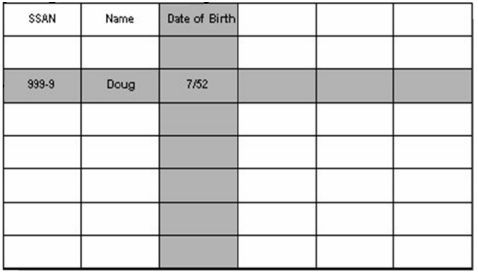 SSAN Name Date of Birth
999-9 Doug 7/52